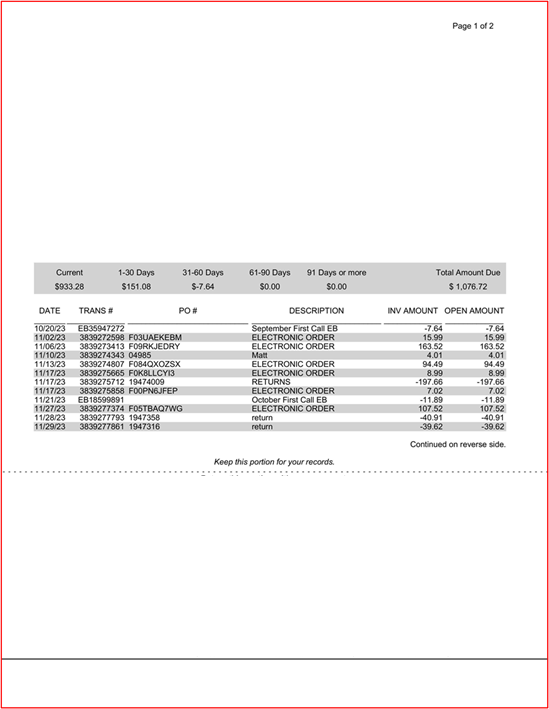 Page 1 of 2
Current 1-30 Days 31-60 Days 61-90 Days 91 Days or more Total Amount Due
$933.28 $151.08 $-7.64 $0.00 $0.00 $ 1,076.72
DATE TRANS # PO # DESCRIPTION INV AMOUNT OPEN AMOUNT
10/20/23 EB35947272 September First Call EB -7.64 -7.64
11/02/23 3839272598 F03UAEKEBM ELECTRONIC ORDER 15.99 15.99
11/06/23 3839273413 F09RKJEDRY ELECTRONIC ORDER 163.52 163.52
11/10/23 3839274343 04985 Matt 4.01 4.01
11/13/23 3839274807 F084QXOZSX ELECTRONIC ORDER 94.49 94.49
11/17/23 3839275665 F0K8LLCYI3 ELECTRONIC ORDER 8.99 8.99
11/17/23 3839275712 19474009 RETURNS -197.66 -197.66
11/17/23 3839275858 F00PN6JFEP ELECTRONIC ORDER 7.02 7.02
11/21/23 EB18599891 October First Call EB -11.89 -11.89
11/27/23 3839277374 F05TBAQ7WG ELECTRONIC ORDER 107.52 107.52
11/28/23 3839277793 1947358 return -40.91 -40.91
11/29/23 3839277861 1947316 return -39.62 -39.62
Continued on reverse side.
Keep this portion for your records.